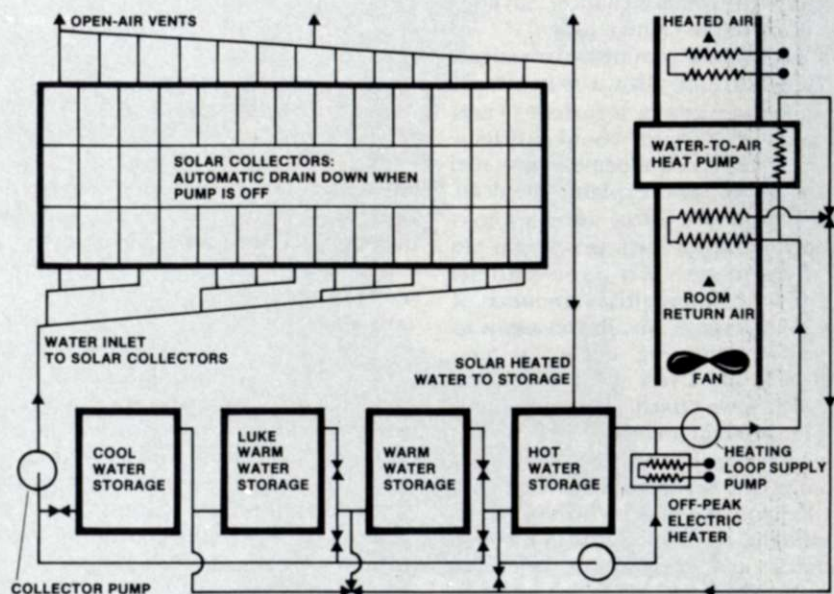 OPEN-AIR VENTS
HEATED AIR
SOLAR COLLECTORS:
AUTOMATIC DRAIN DOWN WHEN
PUMP IS OFF
WATER-TO-AIR
HEAT PUMP
WATER INLET
TO SOLAR COLLECTORS
SOLAR HEATED
WATER TO STORAGE
ROOM
RETURN AIR
FAN
COOL
WATER
STORAGE
LUKE
WARM
WATER
STORAGE
WARM
WATER
STORAGE
HOT
WATER
STORAGE
HEATING
LOOP SUPPLY
PUMP
OFF-PEAK
ELECTRIC
HEATER
COLLECTOR PUMP